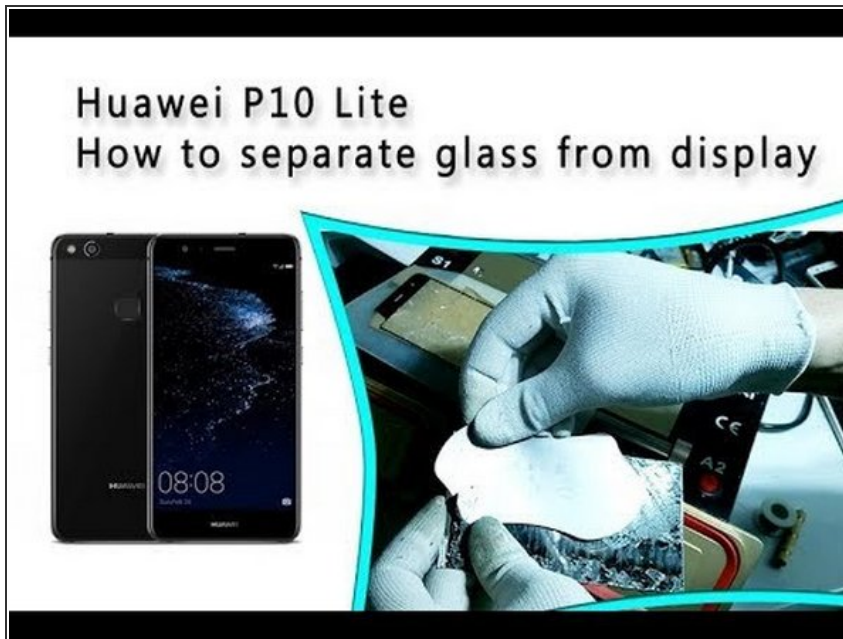 Huawei P10 Lite
How to separate glass from display
S1
CE
A2
HUAWEI
08:08
HUAWEI